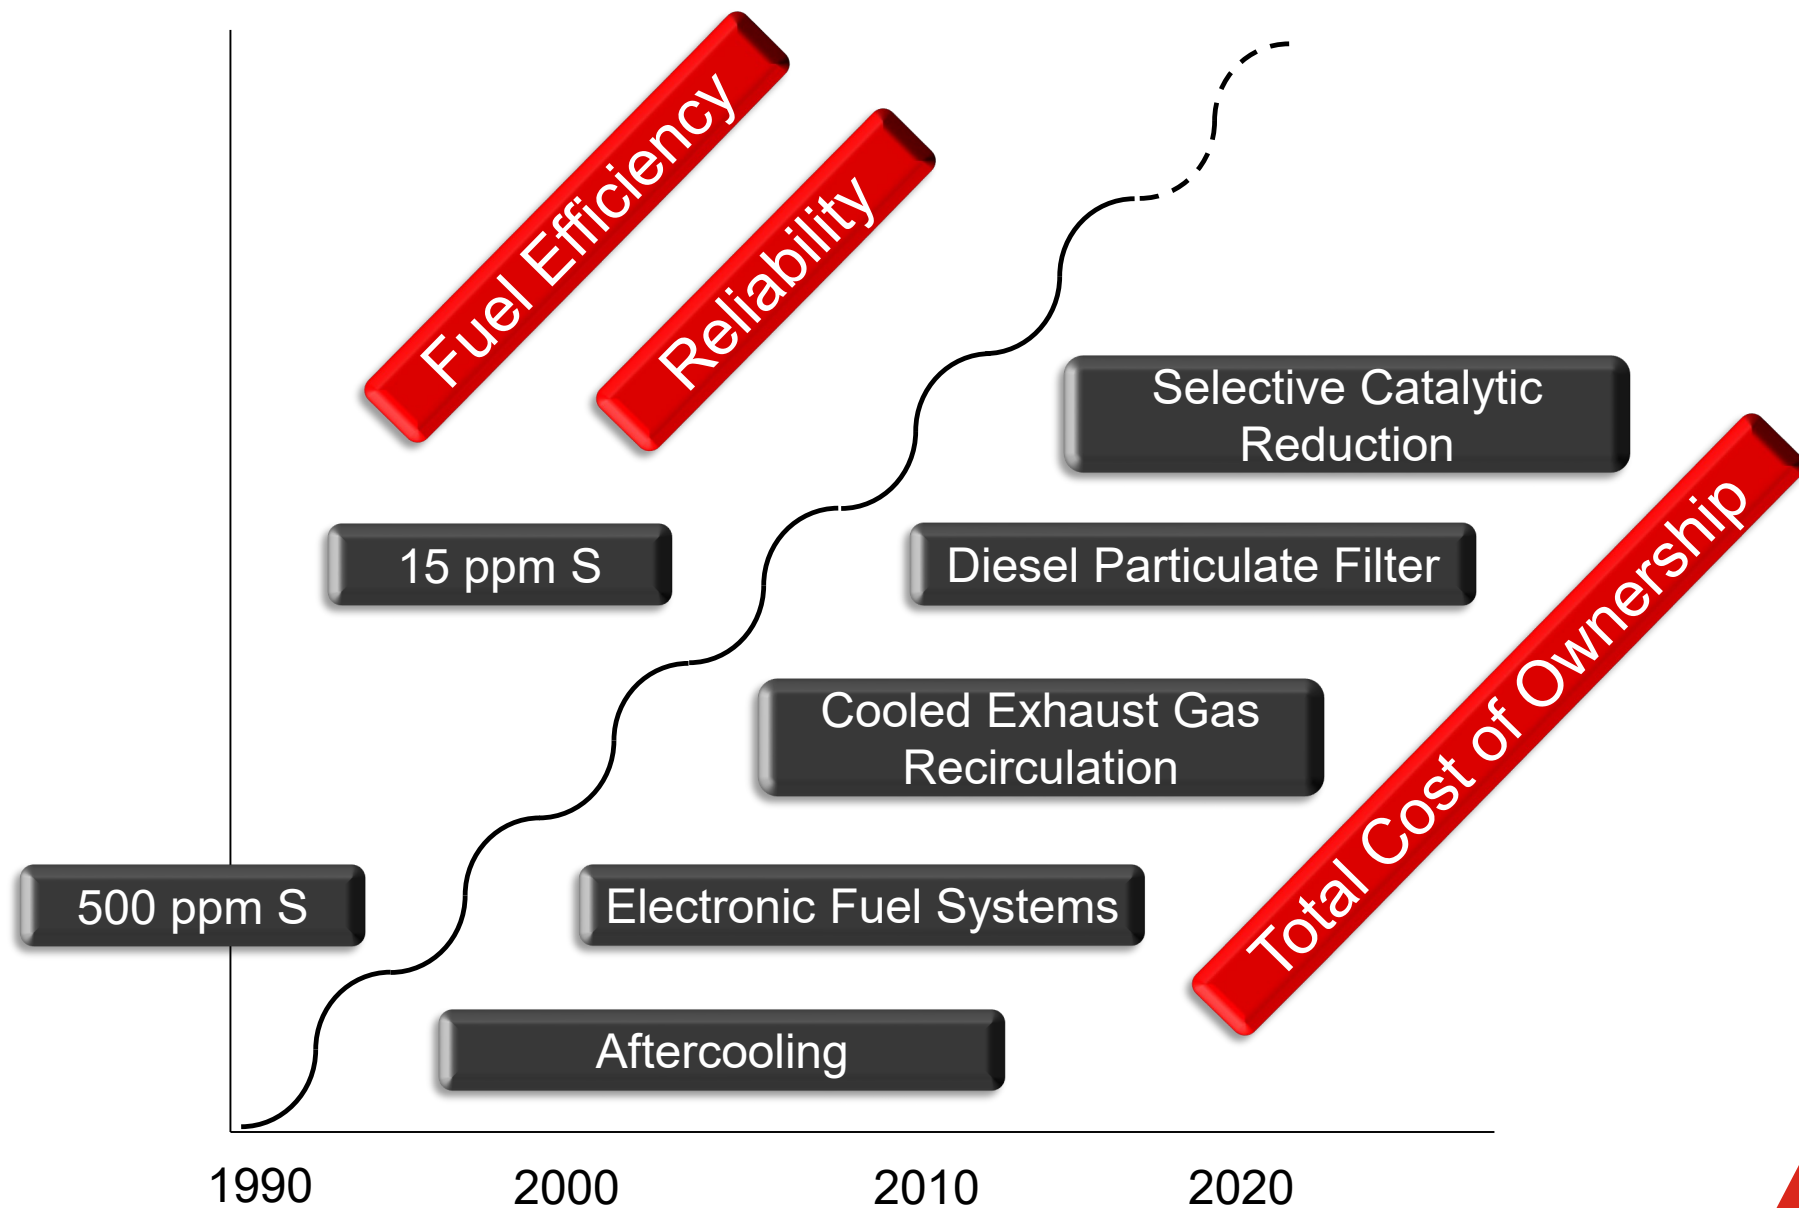 Fuel Efficiency
Reliability
Selective Catalytic
Reduction
15 ppm S
Diesel Particulate Filter
Total Cost of Ownership
Cooled Exhaust Gas
Recirculation
500 ppm S
Electronic Fuel Systems
Aftercooling
1990
2000
2010
2020